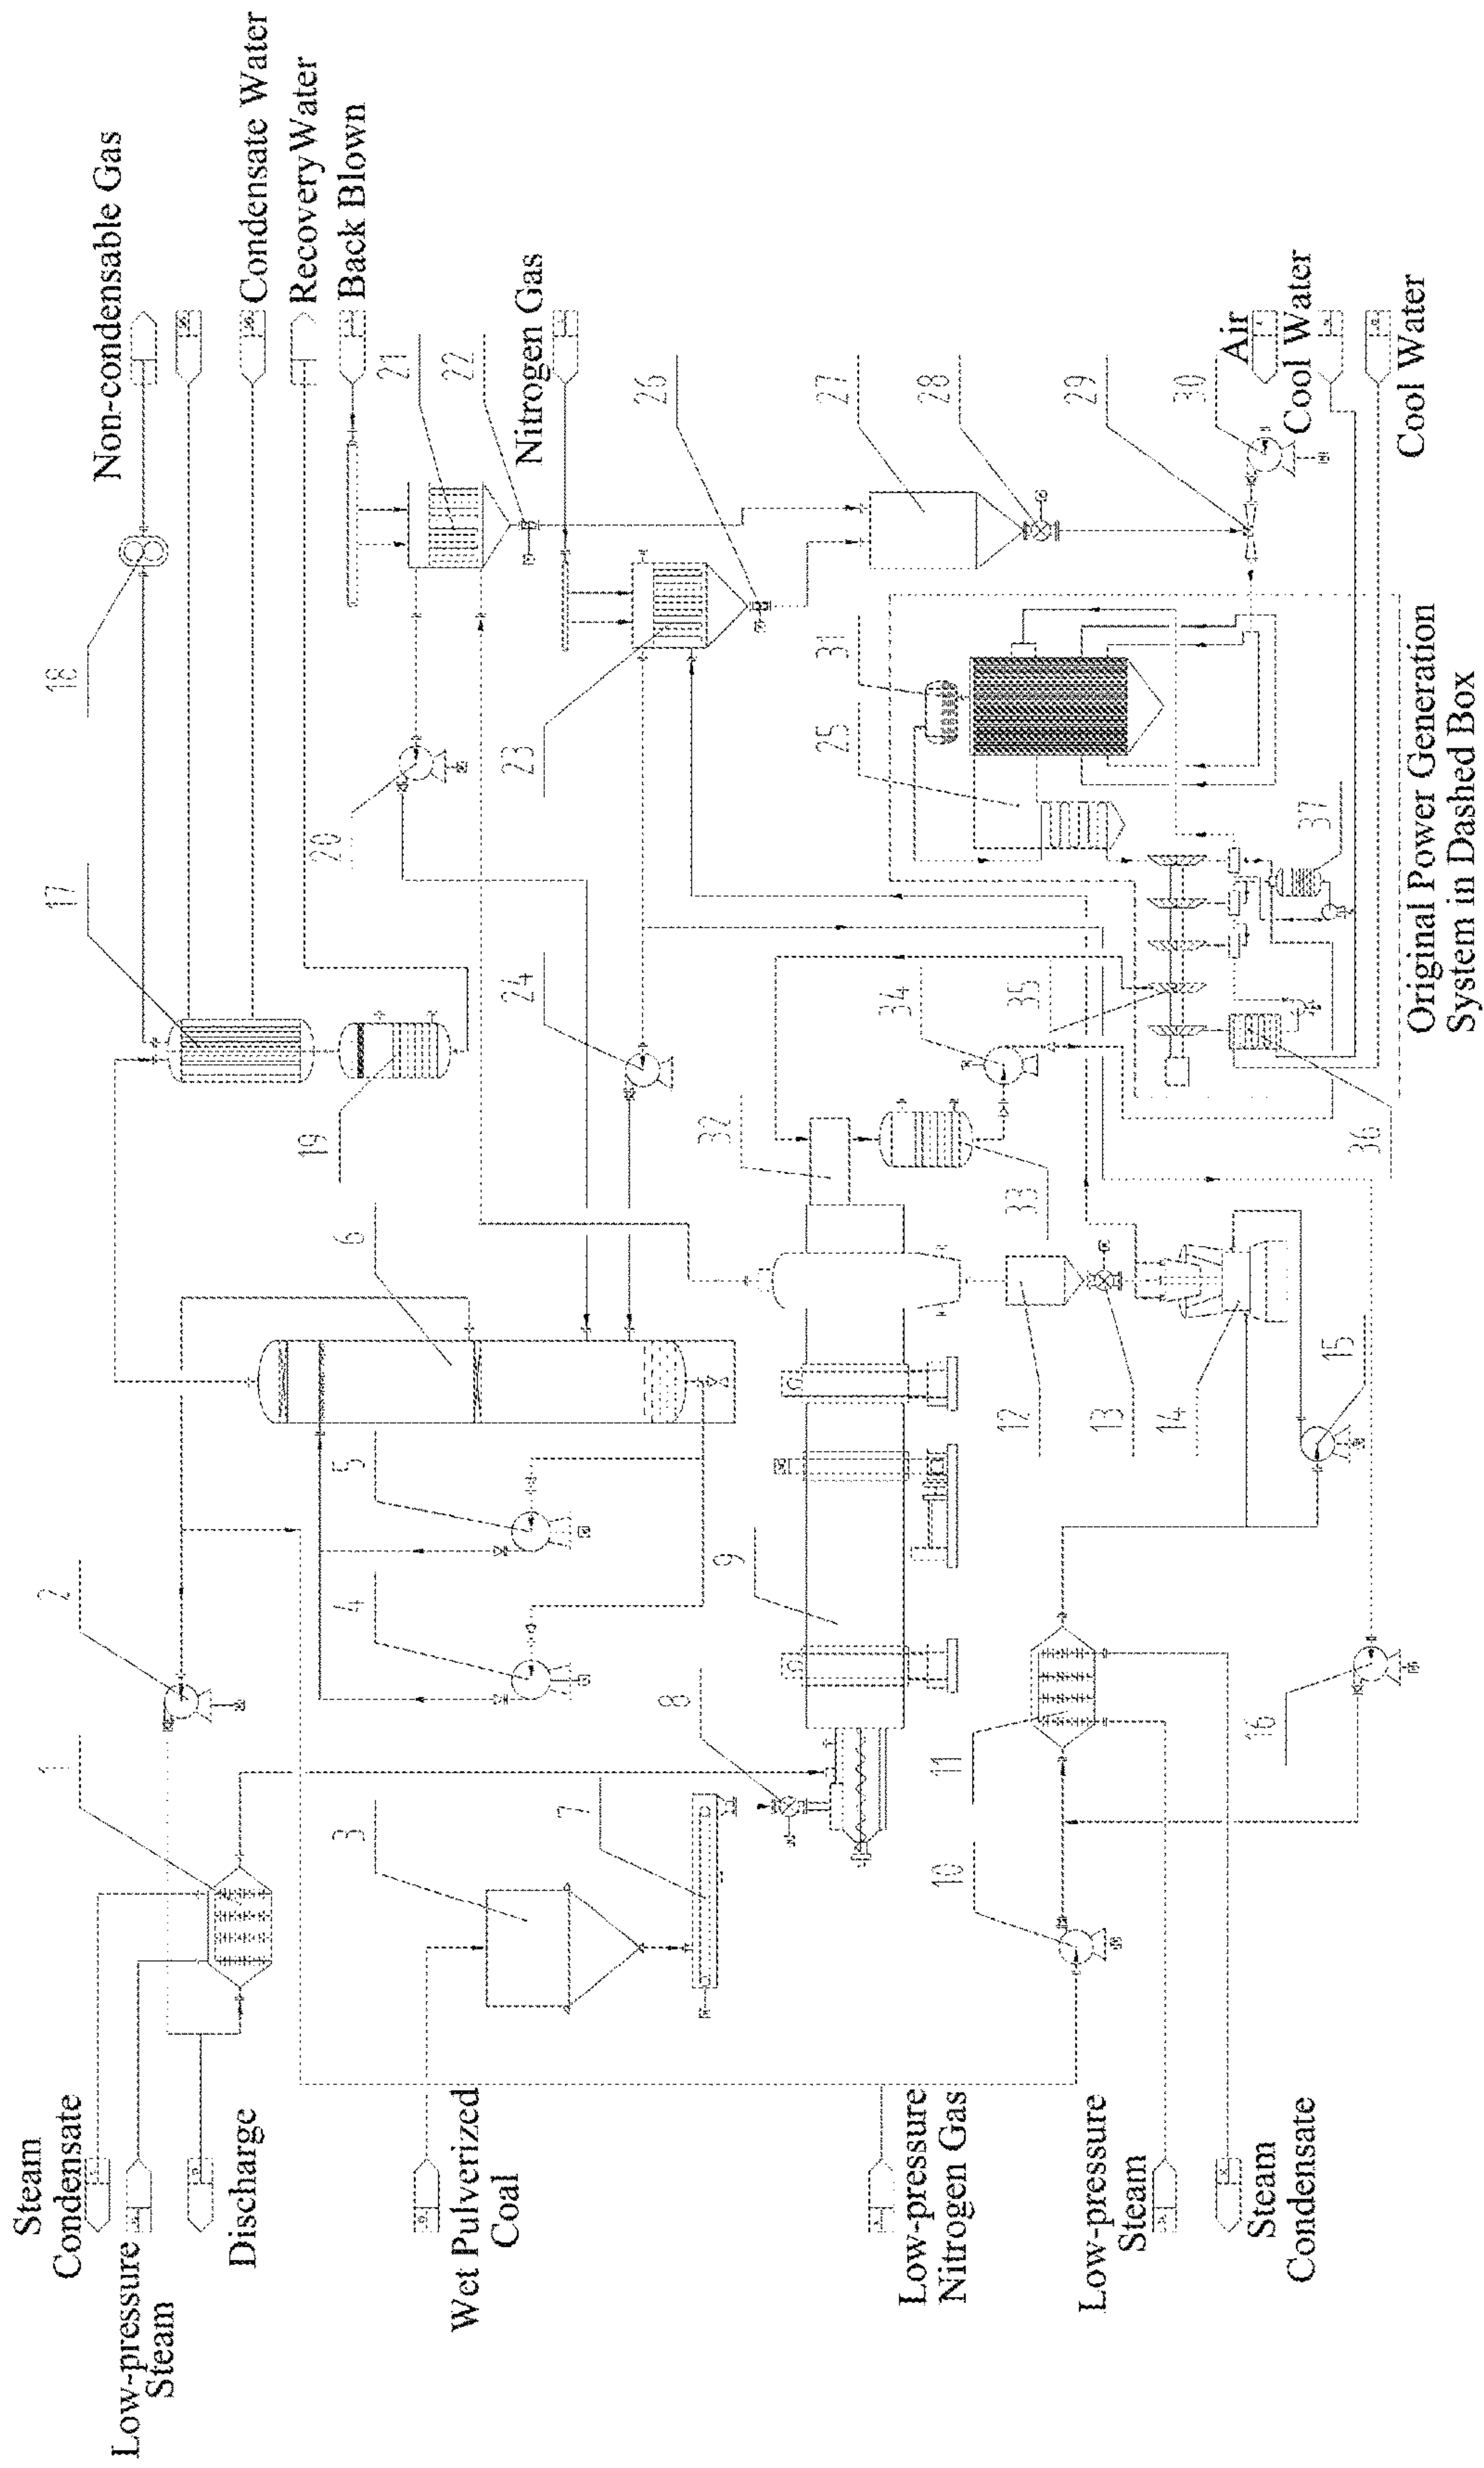 Steam
Condensate
Low-pressure
Steam
Discharge
Wet Pulverized
Coal
Low-pressure
Nitrogen Gas
Low-pressure
Steam
Steam
Condensate
1
2
3
4
5
6
7
8
9
10
11
12
13
14
15
16
17
18
19
20
21
22
23
24
25
26
27
28
29
30
31
32
33
34
35
36
37
Non-condensable Gas
Condensate Water
RecoveryWater
Back Blown
Nitrogen Gas
Air
Cool Water
Cool Water
Original Power Generation
System in Dashed Box